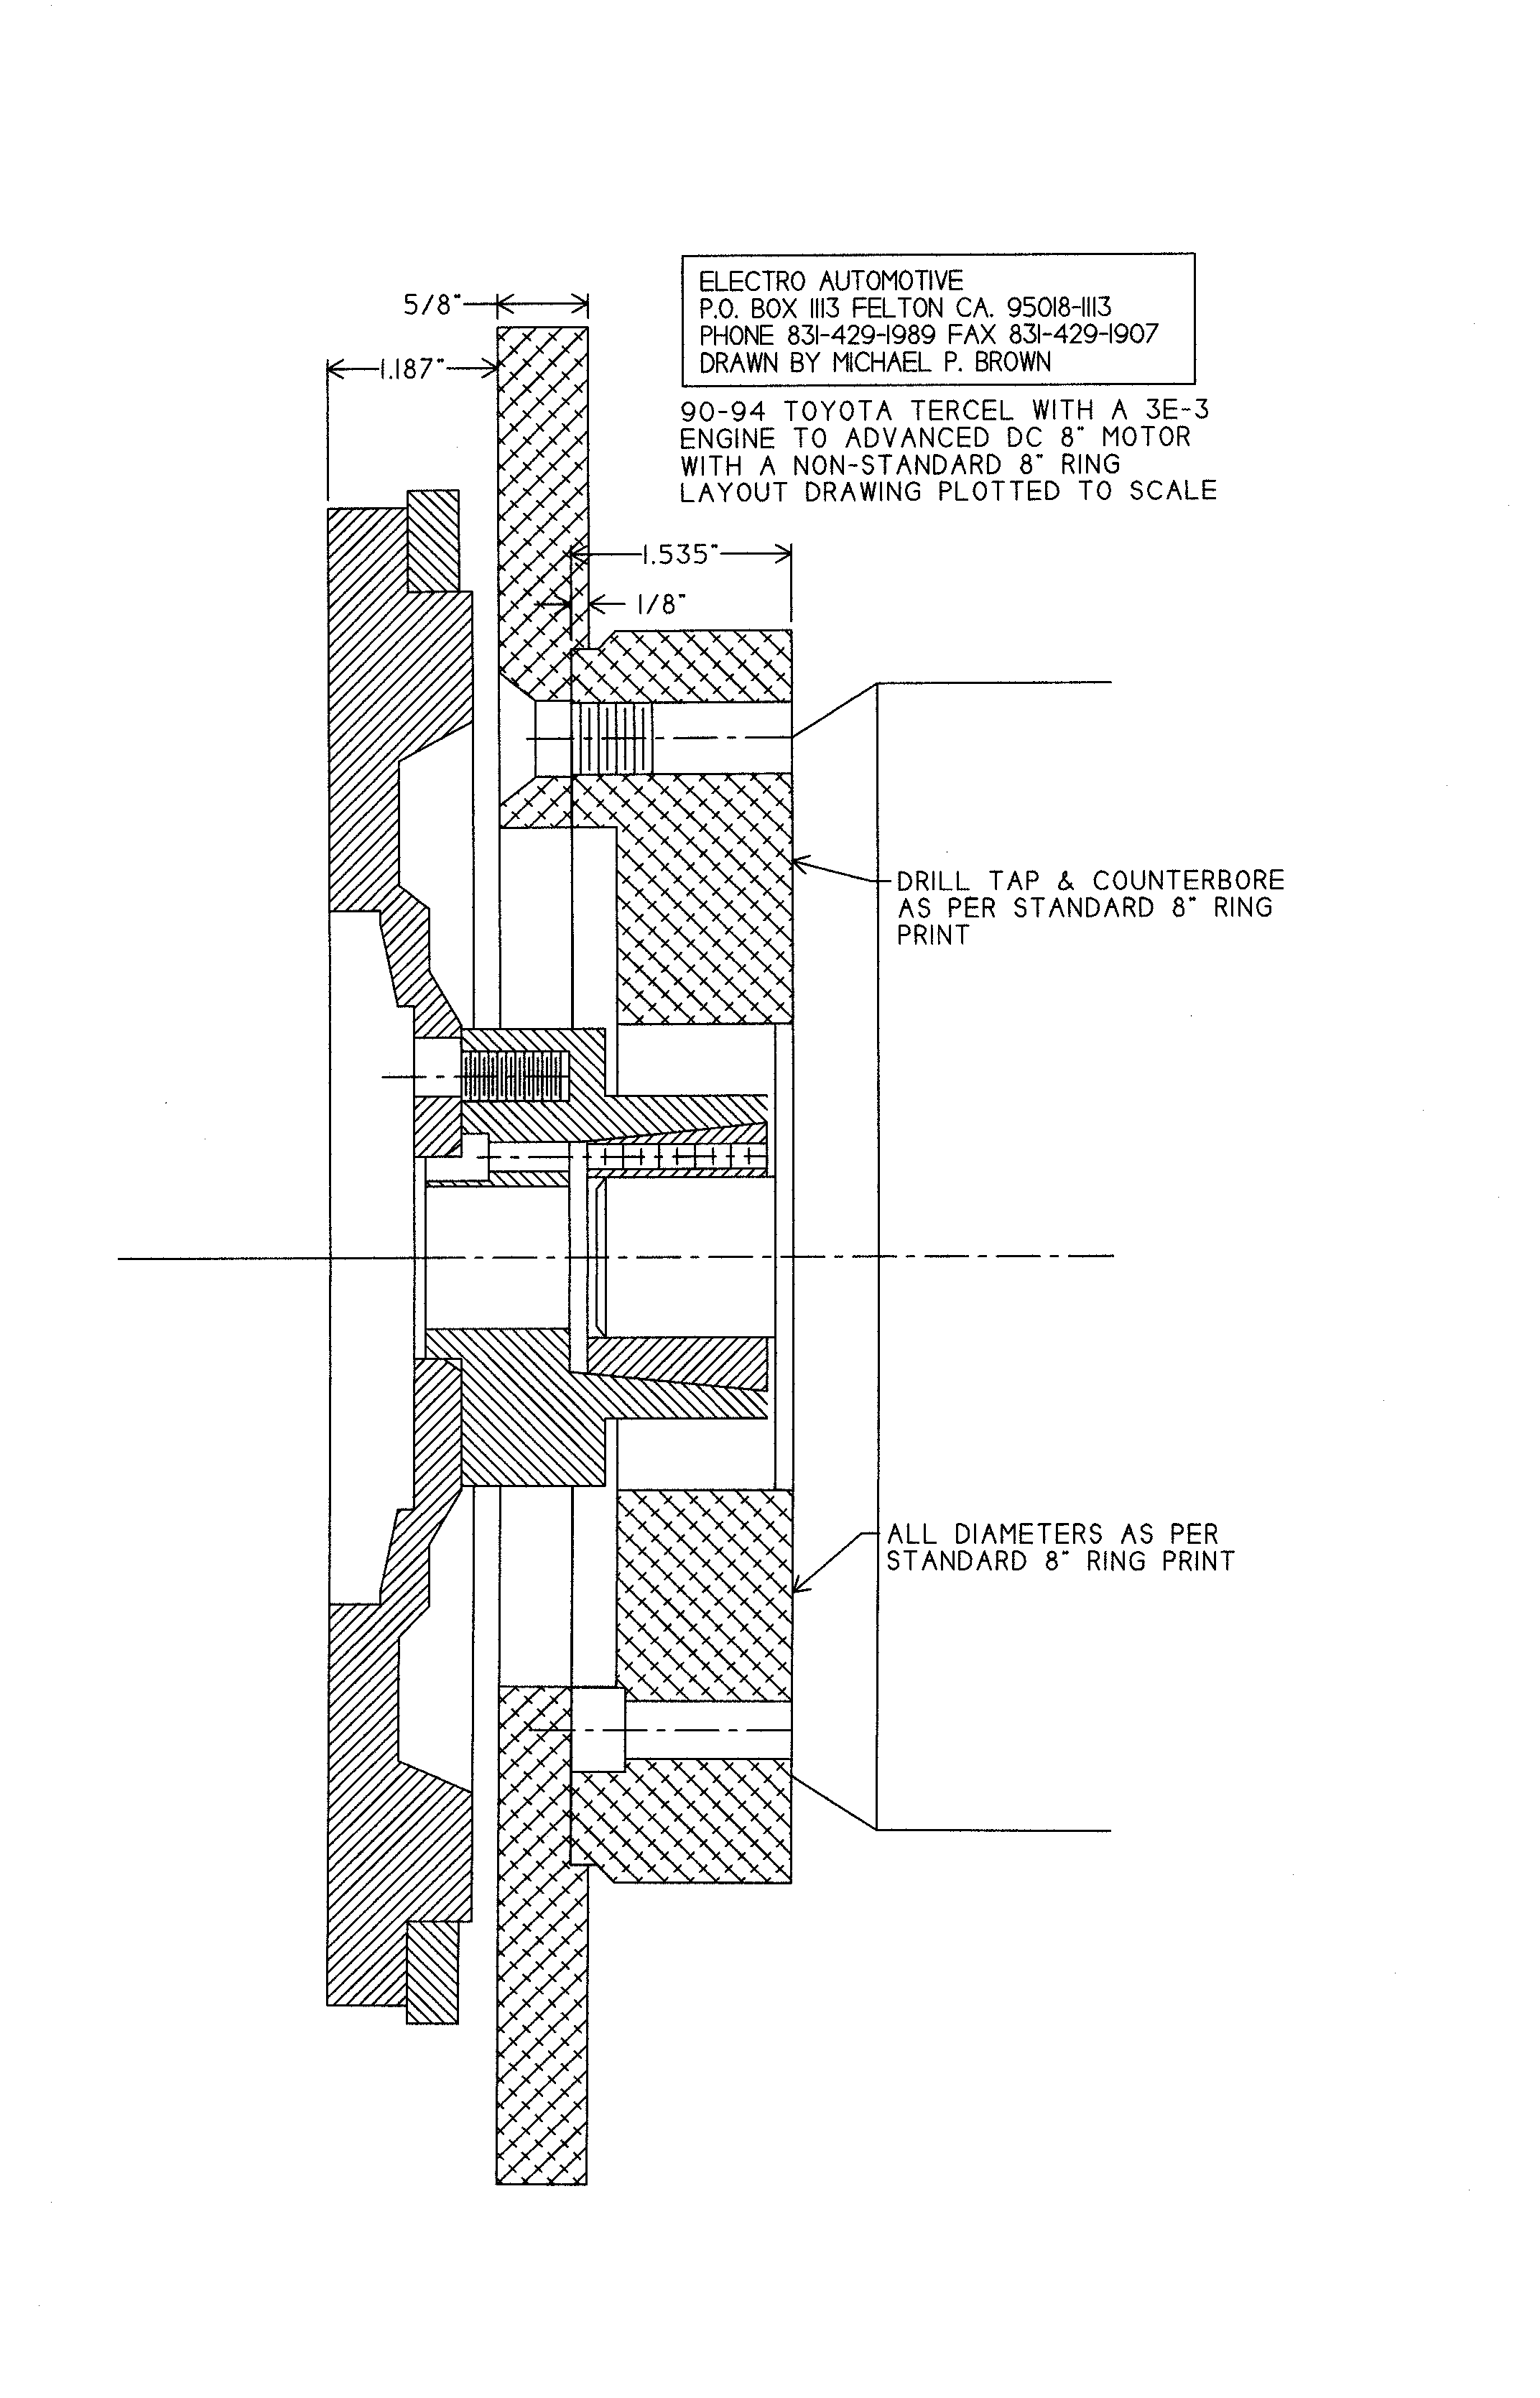 ELECTRO AUTOMOTIVE
P.O. BOX 1113 FELTON CA. 95018-1113
PHONE 831-429-1989 FAX 831-429-1907
DRAWN BY MICHAEL P. BROWN
90-94 TOYOTA TERCEL WITH A 3E-3
ENGINE TO ADVANCED DC 8" MOTOR
WITH A NON-STANDARD 8" RING
LAYOUT DRAWING PLOTTED TO SCALE
5/8"
1.187"
1.535"
1/8"
DRILL TAP & COUNTERBORE
AS PER STANDARD 8" RING
PRINT
ALL DIAMETERS AS PER
STANDARD 8" RING PRINT